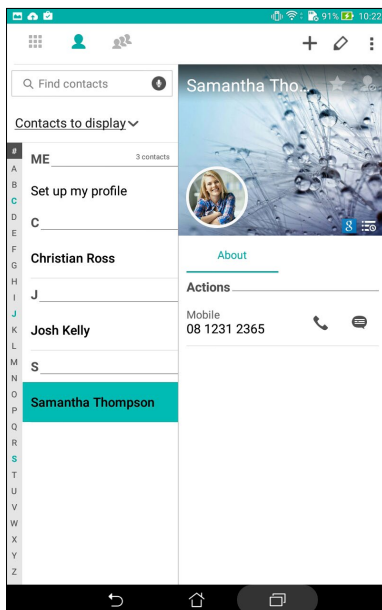 91% 10:22
Find contacts
Contacts to display
Samantha Tho...
#
A
B
C
D
E
F
G
H
I
J
K
L
M
N
O
P
Q
R
S
T
U
V
W
X
Y
Z
ME 3 contacts
Set up my profile
C
Christian Ross
J
Josh Kelly
S
Samantha Thompson
8
About
Actions
Mobile
08 1231 2365